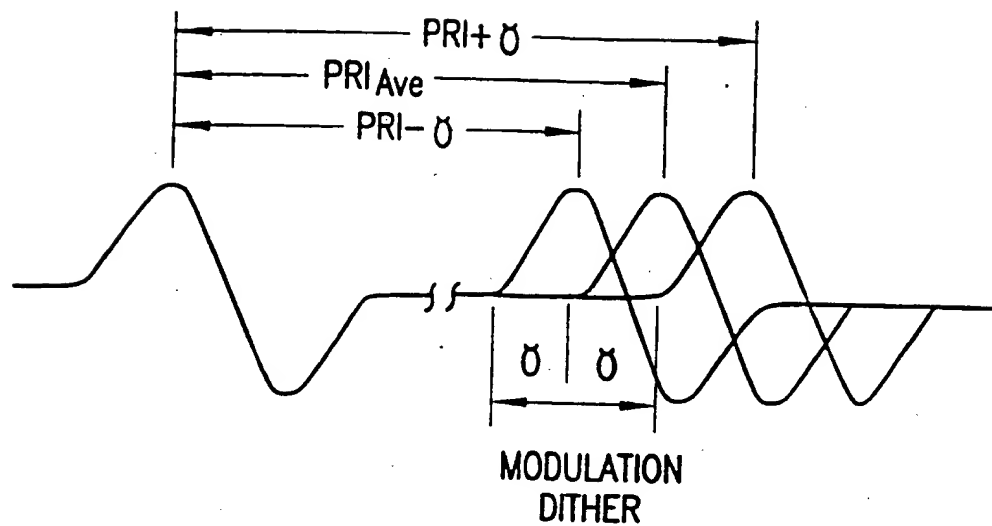 PRI+ ŏ
PRI Ave
PRI− ŏ
ŏ ŏ
MODULATION
DITHER